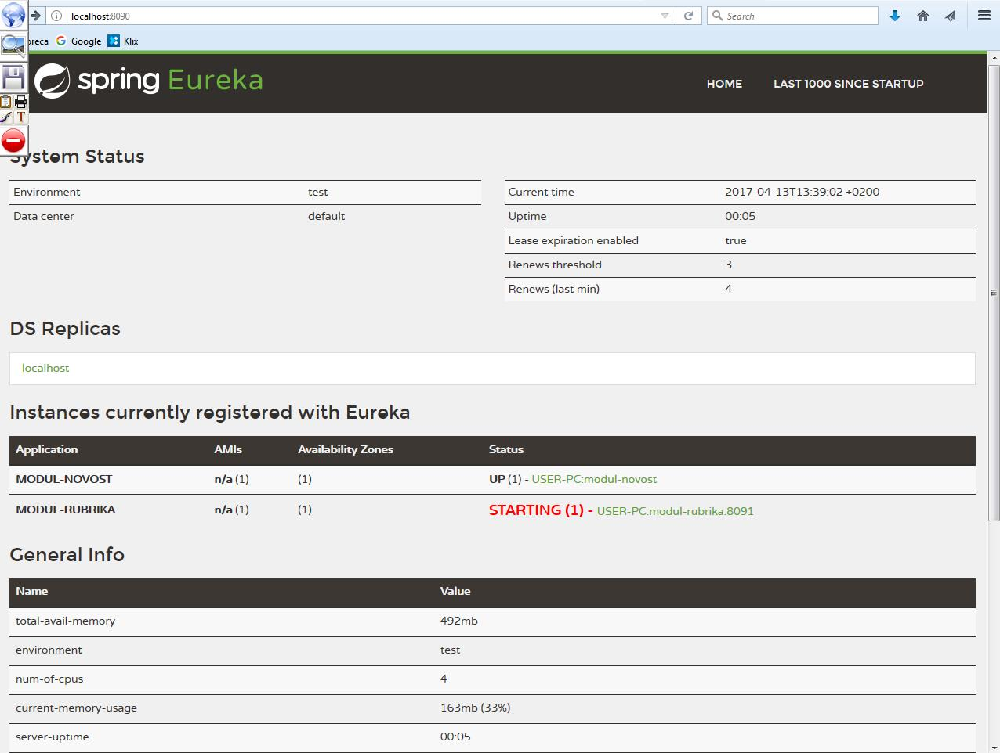 localhost:8090
Search
oreca Google Klix
spring Eureka
HOME LAST 1000 SINCE STARTUP
T
System Status
Environment test
Data center default
Current time 2017-04-13T13:39:02 +0200
Uptime 00:05
Lease expiration enabled true
Renews threshold 3
Renews (last min) 4
DS Replicas
localhost
Instances currently registered with Eureka
Application AMIs Availability Zones Status
MODUL-NOVOST n/a (1) (1) UP (1) - USER-PC:modul-novost
MODUL-RUBRIKA n/a (1) (1) STARTING (1) - USER-PC:modul-rubrika:8091
General Info
Name Value
total-avail-memory 492mb
environment test
num-of-cpus 4
current-memory-usage 163mb (33%)
server-uptime 00:05